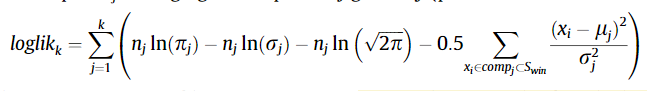 loglik_k = \sum_{j=1}^{k} \left( n_j \ln(\pi_j) - n_j \ln(\sigma_j) - n_j \ln\left(\sqrt{2\pi}\right) - 0.5 \sum_{x_i \in comp_j \subset S_{win}} \frac{(x_i - \mu_j)^2}{\sigma_j^2} \right)